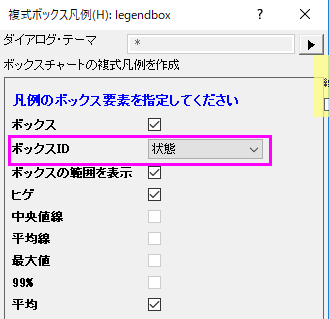 複式ボックス凡例(H): legendbox
ダイアログ・テーマ *
ボックスチャートの複式凡例を作成
凡例のボックス要素を指定してください
ボックス
ボックスID 状態
ボックスの範囲を表示
ヒゲ
中央値線
平均線
最大値
99%
平均